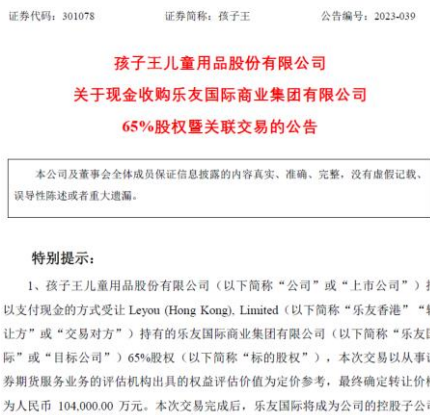 证券代码：301078 证券简称：孩子王 公告编号：2023-039
孩子王儿童用品股份有限公司
关于现金收购乐友国际商业集团有限公司
65%股权暨关联交易的公告
本公司及董事会全体成员保证信息披露的内容真实、准确、完整，没有虚假记载、
误导性陈述或者重大遗漏。
特别提示：
1、孩子王儿童用品股份有限公司（以下简称“公司”或“上市公司”）
以支付现金的方式受让 Leyou (Hong Kong), Limited（以下简称“乐友香港”“
让方”或“交易对方”）持有的乐友国际商业集团有限公司（以下简称“乐友
际”或“目标公司”）65%股权（以下简称“标的股权”），本次交易以从事
券期货服务业务的评估机构出具的权益评估价值为定价参考，最终确定转让价
为人民币 104,000.00 万元。本次交易完成后，乐友国际将成为公司的控股子公